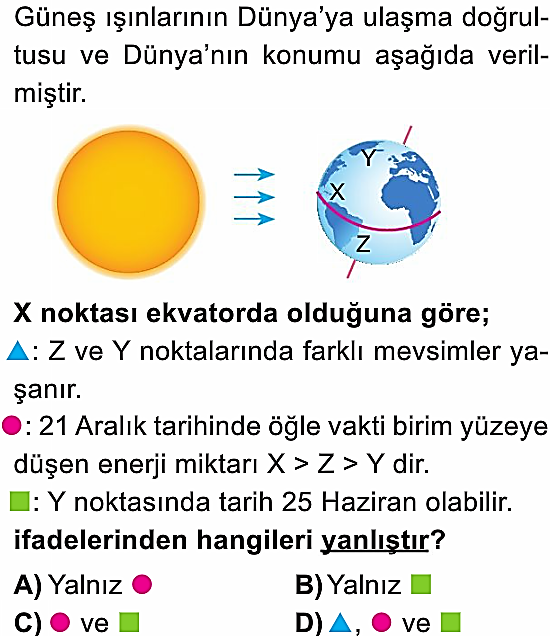 Güneş ışınlarının Dünya’ya ulaşma doğrul-
tusu ve Dünya’nın konumu aşağıda veril-
miştir.
Y
X
Z
X noktası ekvatorda olduğuna göre;
: Z ve Y noktalarında farklı mevsimler ya-
şanır.
: 21 Aralık tarihinde öğle vakti birim yüzeye
düşen enerji miktarı X > Z > Y dir.
: Y noktasında tarih 25 Haziran olabilir.
ifadelerinden hangileri yanlıştır?
A) Yalnız B) Yalnız
C) ve D) , ve